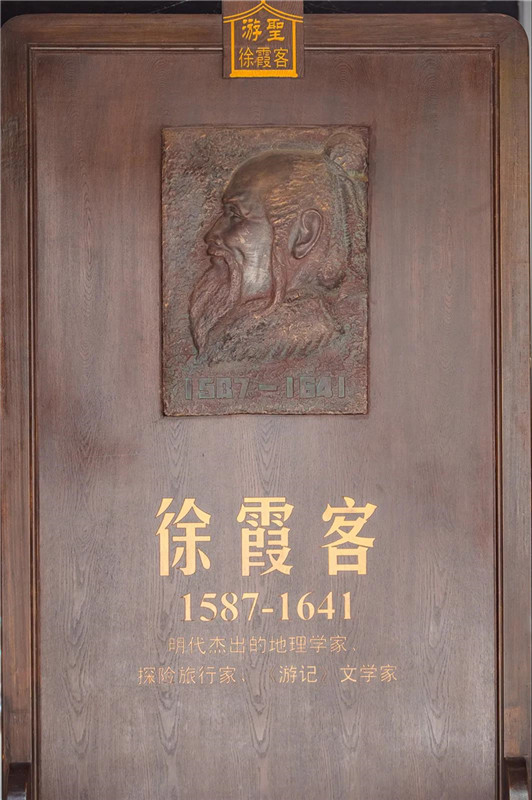 游聖
徐霞客
1587-1641
徐霞客
1587-1641
明代杰出的地理学家、
探险旅行家、 游记 文学家